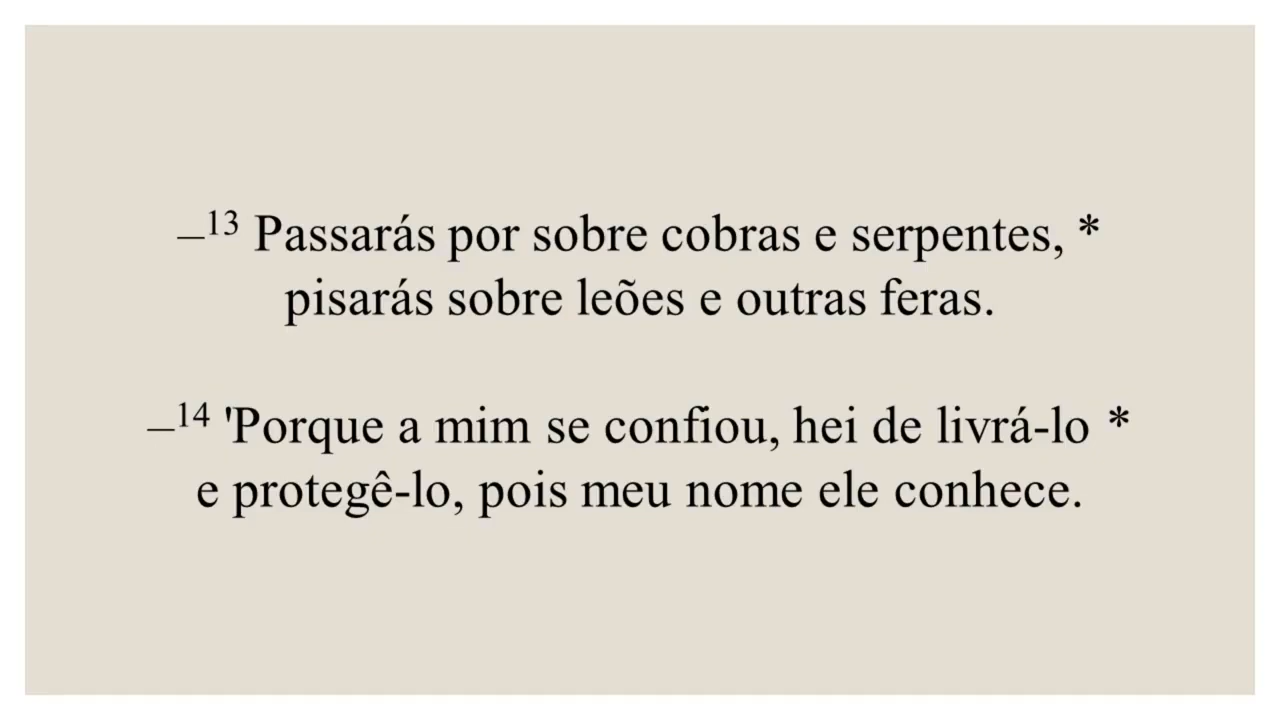 –¹³ Passarás por sobre cobras e serpentes, *
pisarás sobre leões e outras feras.
–¹⁴ 'Porque a mim se confiou, hei de livrá-lo *
e protegê-lo, pois meu nome ele conhece.